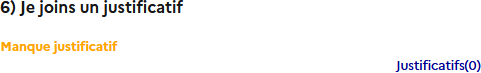 6) Je joins un justificatif
Manque justificatif
Justificatifs(0)